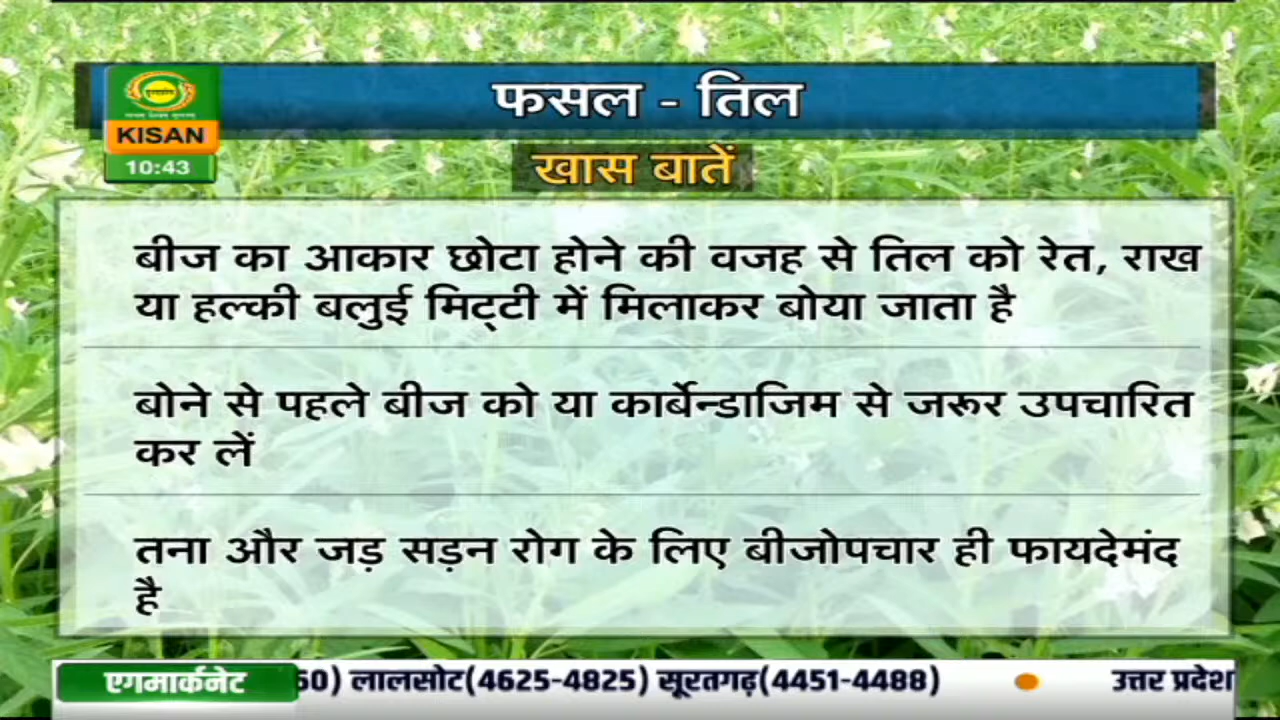 फसल - तिल
KISAN
10:43
खास बातें
बीज का आकार छोटा होने की वजह से तिल को रेत, राख
या हल्की बलुई मिट्टी में मिलाकर बोया जाता है
बोने से पहले बीज को या कार्बेन्डाजिम से जरूर उपचारित
कर लें
तना और जड़ सड़न रोग के लिए बीजोपचार ही फायदेमंद
है
एगमार्कनेट 60) लालसोट(4625-4825) सूरतगढ़(4451-4488) उत्तर प्रदेश